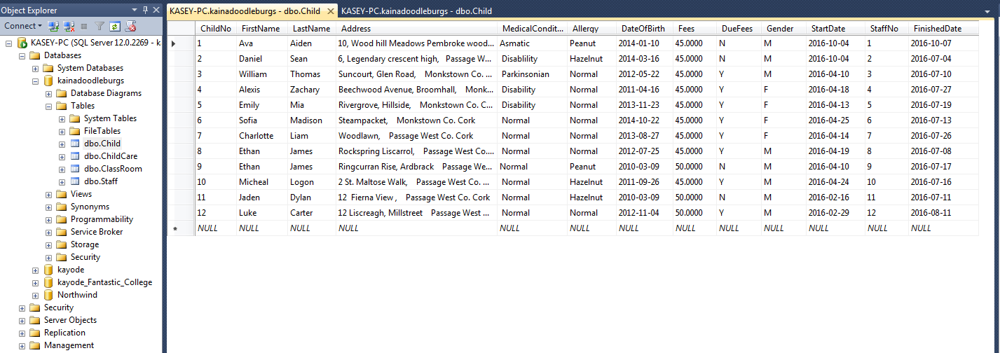 Object Explorer
Connect
KASEY-PC (SQL Server 12.0.2269 - k
Databases
System Databases
kainadoodleburgs
Database Diagrams
Tables
System Tables
FileTables
dbo.Child
dbo.ChildCare
dbo.ClassRoom
dbo.Staff
Views
Synonyms
Programmability
Service Broker
Storage
Security
kayode
kayode_Fantastic_College
Northwind
Security
Server Objects
Replication
Management
KASEY-PC.kainadoodleburgs - dbo.Child KASEY-PC.kainadoodleburgs - dbo.Child
ChildNo FirstName LastName Address MedicalCondit... Allergy DateOfBirth Fees DueFees Gender StartDate StaffNo FinishedDate
1 Ava Aiden 10, Wood hill Meadows Pembroke wood... Asmatic Peanut 2014-01-10 45.0000 N M 2016-10-04 1 2016-10-07
2 Daniel Sean 6, Legendary crescent high, Passage W... Disablility Hazelnut 2014-03-16 45.0000 N M 2016-10-04 2 2016-07-04
3 William Thomas Suncourt, Glen Road, Monkstown Co. ... Parkinsonian Normal 2012-05-22 45.0000 Y M 2016-04-10 3 2016-07-10
4 Alexis Zachary Beechwood Avenue, Broomhall, Monk... Disability Normal 2011-04-16 45.0000 Y F 2016-04-18 4 2016-07-27
5 Emily Mia Rivergrove, Hillside, Monkstown Co. C... Disability Normal 2013-11-23 45.0000 Y F 2016-04-13 5 2016-07-19
6 Sofia Madison Steampacket, Monkstown Co. Cork Normal Normal 2014-10-22 45.0000 Y F 2016-04-25 6 2016-07-13
7 Charlotte Liam Woodlawn, Passage West Co. Cork Normal Normal 2013-08-27 45.0000 Y F 2016-04-14 7 2016-07-26
8 Ethan James Rockspring Liscarrol, Passage West Co.... Normal Normal 2012-07-25 45.0000 Y M 2016-04-19 8 2016-07-08
9 Ethan James Ringcurran Rise, Ardbrack Passage We... Normal Peanut 2010-03-09 50.0000 N M 2016-04-10 9 2016-07-17
10 Micheal Logon 2 St. Maltose Walk, Passage West Co. Cork Normal Hazelnut 2011-09-26 45.0000 Y M 2016-04-24 10 2016-07-16
11 Jaden Dylan 12 Fierna View , Passage West Co. Cork Normal Hazelnut 2010-03-09 50.0000 N M 2016-02-16 11 2016-07-11
12 Luke Carter 12 Liscreagh, Millstreet Passage West ... Normal Normal 2012-11-04 50.0000 Y M 2016-02-29 12 2016-08-11
NULL NULL NULL NULL NULL NULL NULL NULL NULL NULL NULL NULL NULL